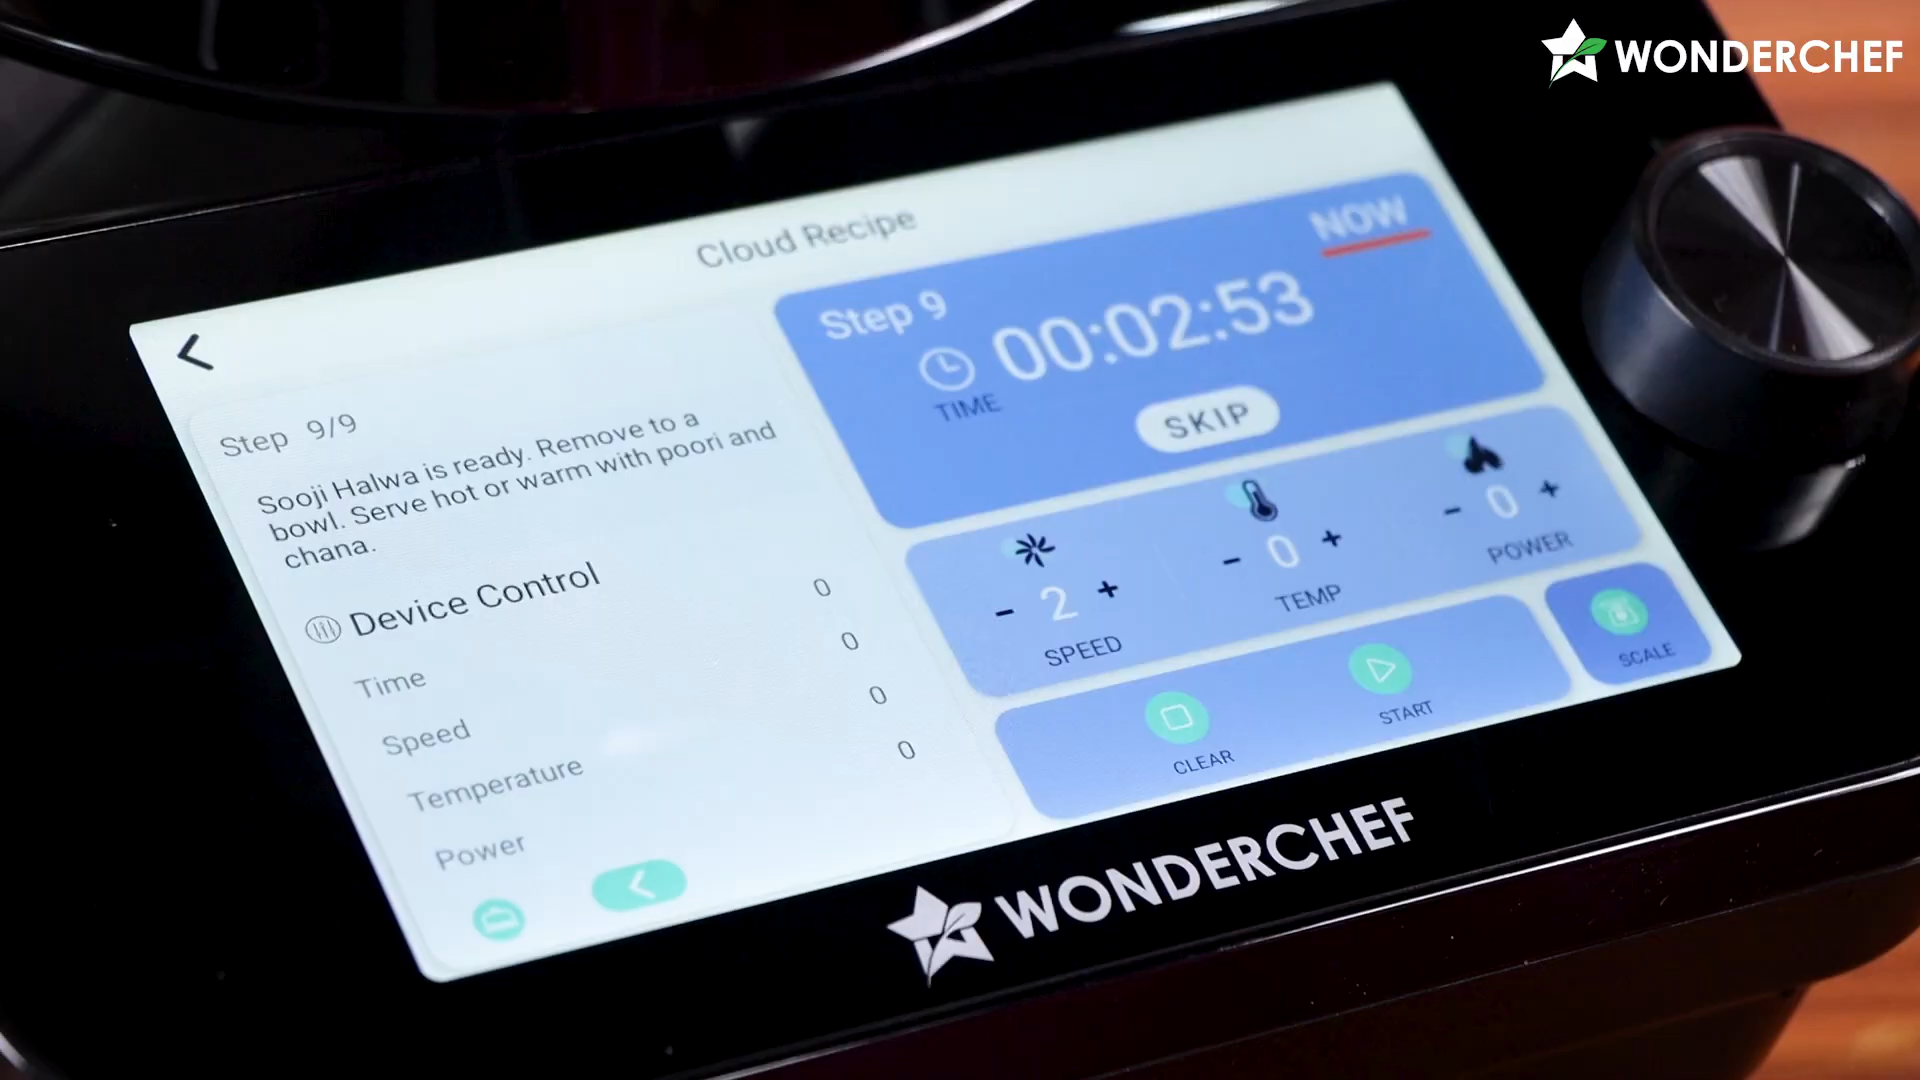 WONDERCHEF
Cloud Recipe
Step 9/9
Sooji Halwa is ready. Remove to a
bowl. Serve hot or warm with poori and
chana.
Device Control
Time 0
Speed 0
Temperature 0
Power 0
NOW
Step 9
00:02:53
TIME
SKIP
- 2 +
SPEED
- 0 +
TEMP
- 0 +
POWER
CLEAR
START
SCALE
WONDERCHEF